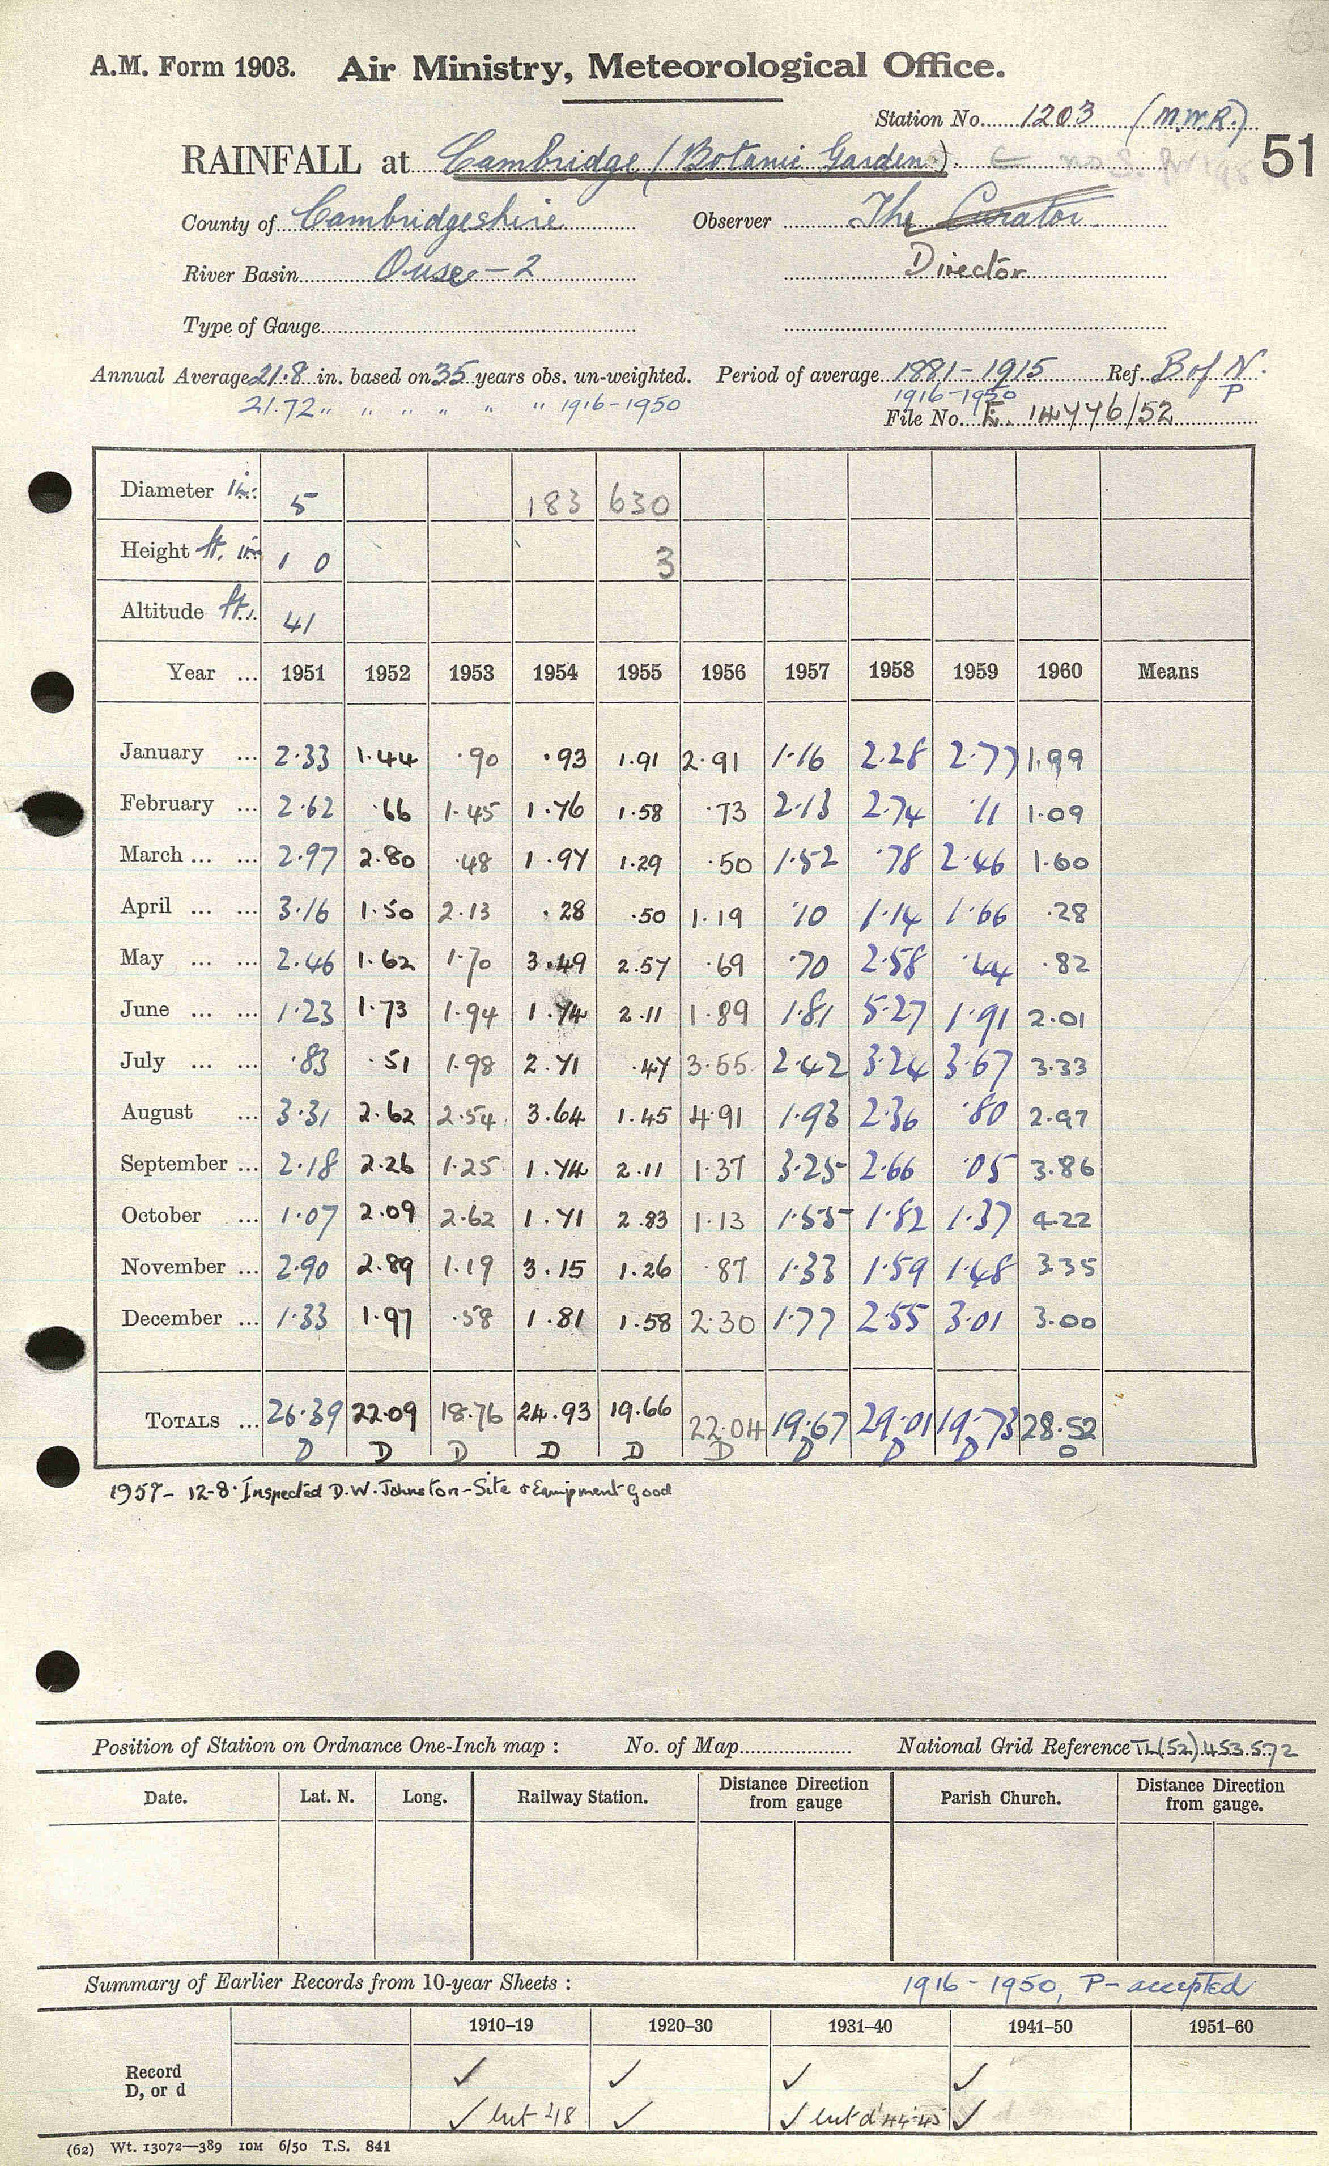 A.M. Form 1903. Air Ministry, Meteorological Office.
Station No. 1203 (M.W.R.)
51
RAINFALL at Cambridge (Botanic Garden).
County of Cambridgeshire Observer The Curator
River Basin Ouse - 2 Director
Type of Gauge
Annual Average 21.8 in. based on 35 years obs. un-weighted. Period of average 1881-1915 Ref. B of N.
21.72 " " " " " " 1916-1950 1916-1950 P
File No. E. 14776/52
Diameter in. 5 183 630
Height ft. in. 1 0 3
Altitude ft. 41
Year ... 1951 1952 1953 1954 1955 1956 1957 1958 1959 1960 Means
January ... 2.33 1.44 .90 .93 1.91 2.91 1.16 2.28 2.77 1.99
February ... 2.62 .66 1.45 1.76 1.58 .73 2.13 2.74 .11 1.09
March ... ... 2.97 2.80 .48 1.97 1.29 .50 1.52 .78 2.46 1.60
April ... ... 3.16 1.50 2.13 .28 .50 1.19 .10 1.14 1.66 .28
May ... ... 2.46 1.62 1.70 3.49 2.57 .69 .70 2.58 .44 .82
June ... ... 1.23 1.73 1.94 1.74 2.11 1.89 1.81 5.27 1.91 2.01
July ... ... .83 .51 1.98 2.71 .47 3.55 2.42 3.24 3.67 3.33
August ... 3.31 2.62 2.54 3.64 1.45 4.91 1.93 2.36 .80 2.97
September ... 2.18 2.26 1.25 1.74 2.11 1.37 3.25 2.66 .05 3.86
October ... 1.07 2.09 2.62 1.71 2.83 1.13 1.55 1.82 1.37 4.22
November ... 2.90 2.89 1.19 3.15 1.26 .87 1.33 1.59 1.48 3.35
December ... 1.33 1.97 .58 1.81 1.58 2.30 1.77 2.55 3.01 3.00
TOTALS ... 26.39 22.09 18.76 24.93 19.66 22.04 19.67 29.01 19.73 28.52
D D D D D D D D D D
1957- 12-8. Inspected D.W. Johnston - Site & Equipment Good
Position of Station on Ordnance One-Inch map : No. of Map National Grid Reference TL(52).453.572
Date. Lat. N. Long. Railway Station. Distance Direction from gauge Parish Church. Distance Direction from gauge.
Summary of Earlier Records from 10-year Sheets : 1916 - 1950, P - accepted
1910–19 1920–30 1931–40 1941–50 1951–60
Record ✓ ✓ ✓ ✓
D, or d
✓ but '18 ✓ ✓ but d '44-45 ✓
(62) Wt. 13072—389 10M 6/50 T.S. 841